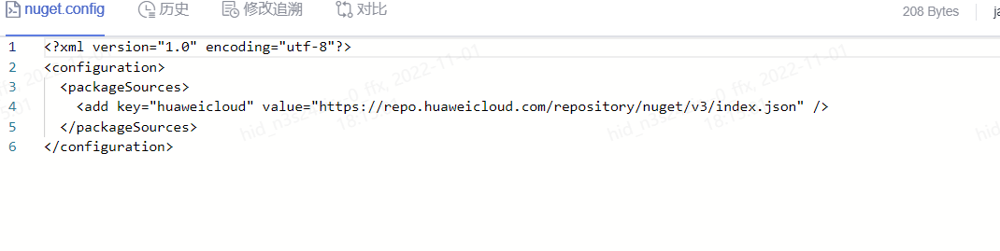 nuget.config 历史 修改追溯 对比 208 Bytes
1 <?xml version="1.0" encoding="utf-8"?>
2 <configuration>
3 <packageSources>
4 <add key="huaweicloud" value="https://repo.huaweicloud.com/repository/nuget/v3/index.json" />
5 </packageSources>
6 </configuration>